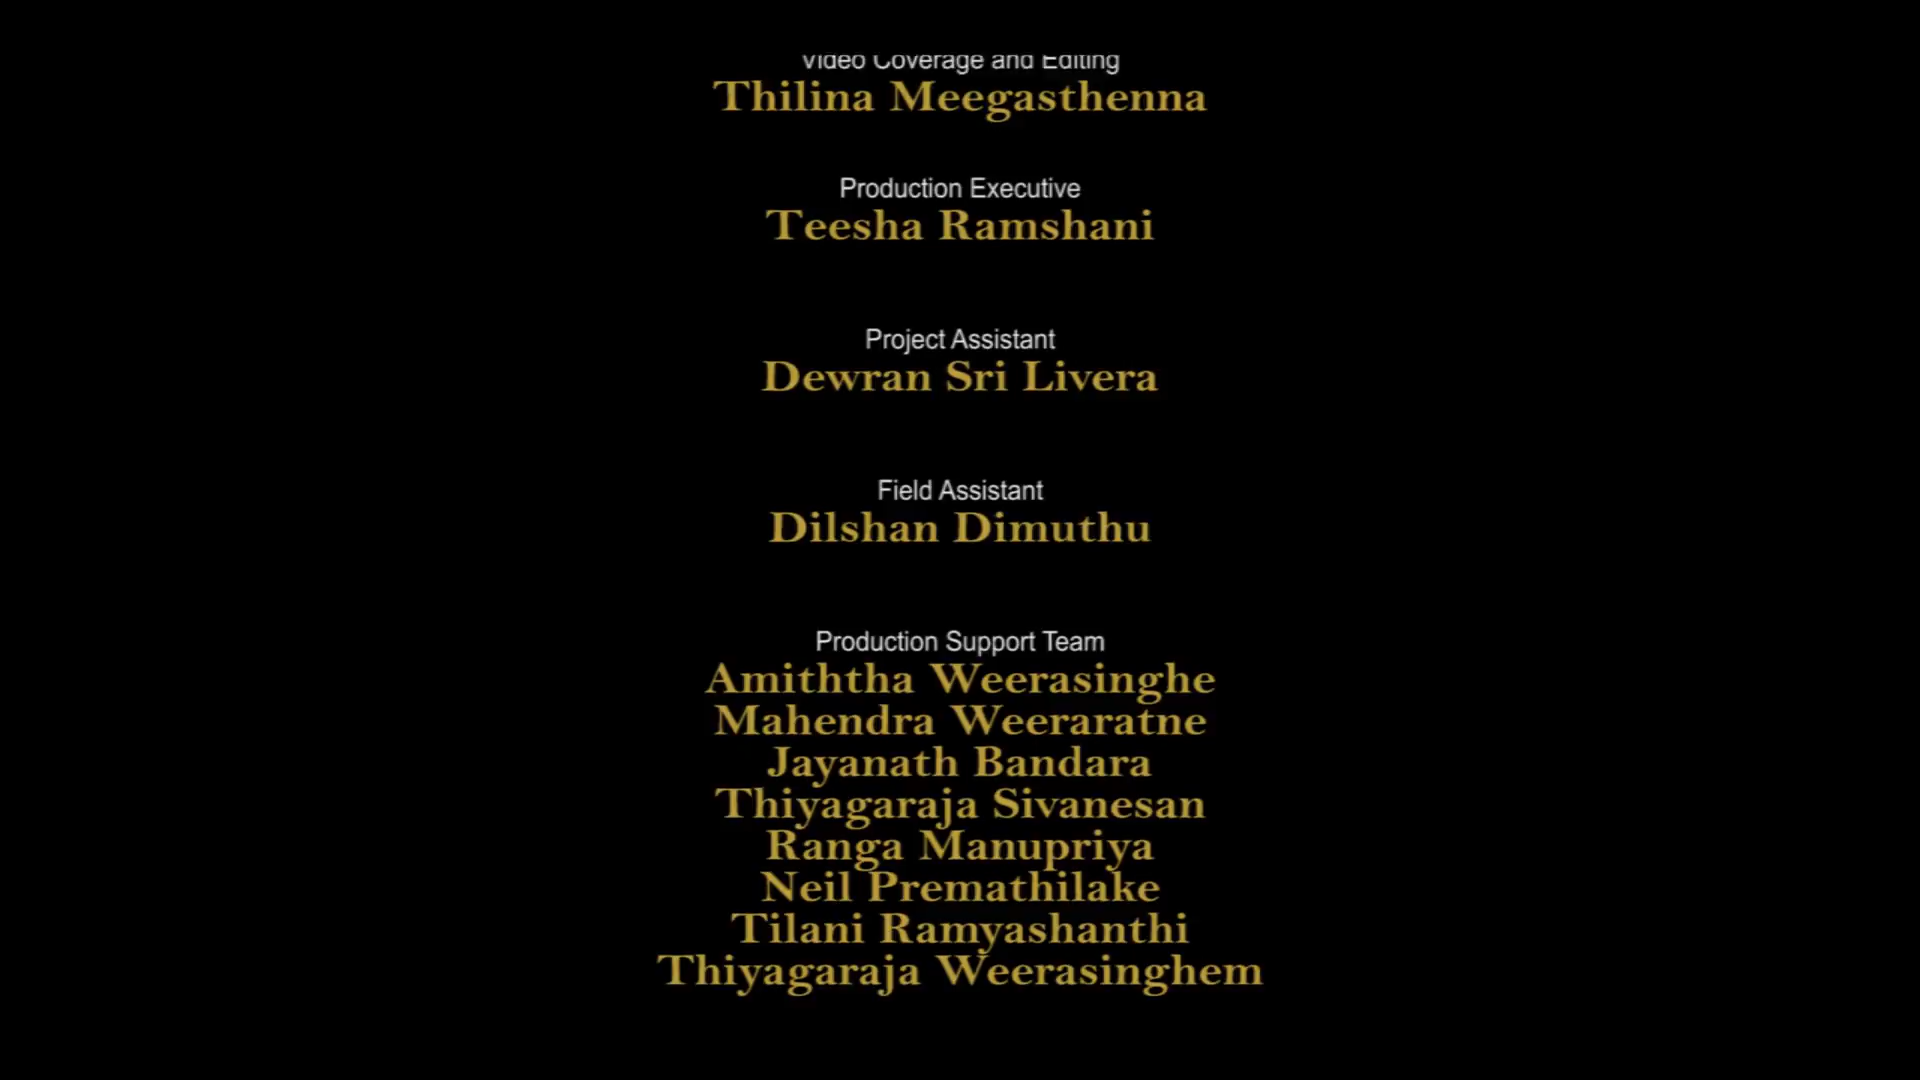 Video Coverage and Editing
Thilina Meegasthenna
Production Executive
Teesha Ramshani
Project Assistant
Dewran Sri Livera
Field Assistant
Dilshan Dimuthu
Production Support Team
Amiththa Weerasinghe
Mahendra Weeraratne
Jayanath Bandara
Thiyagaraja Sivanesan
Ranga Manupriya
Neil Premathilake
Tilani Ramyashanthi
Thiyagaraja Weerasinghem